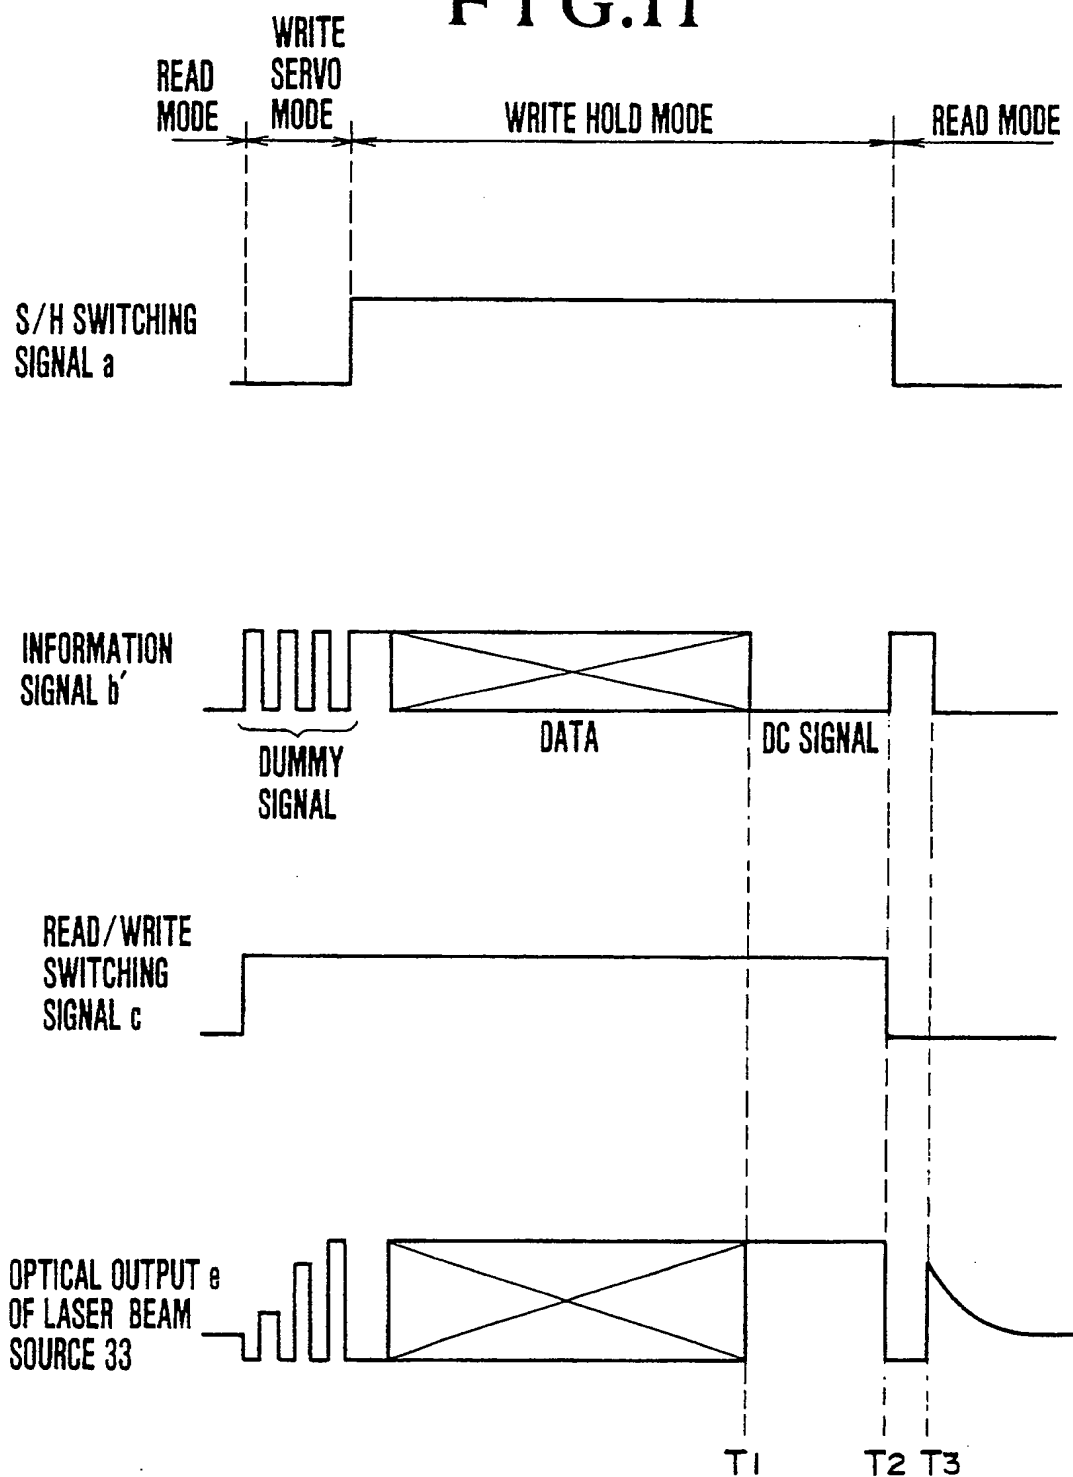 FIG.11
WRITE
SERVO
MODE
READ
MODE
WRITE HOLD MODE
READ MODE
S/H SWITCHING
SIGNAL a
INFORMATION
SIGNAL b′
DATA
DC SIGNAL
DUMMY
SIGNAL
READ/WRITE
SWITCHING
SIGNAL c
OPTICAL OUTPUT e
OF LASER BEAM
SOURCE 33
T1
T2
T3